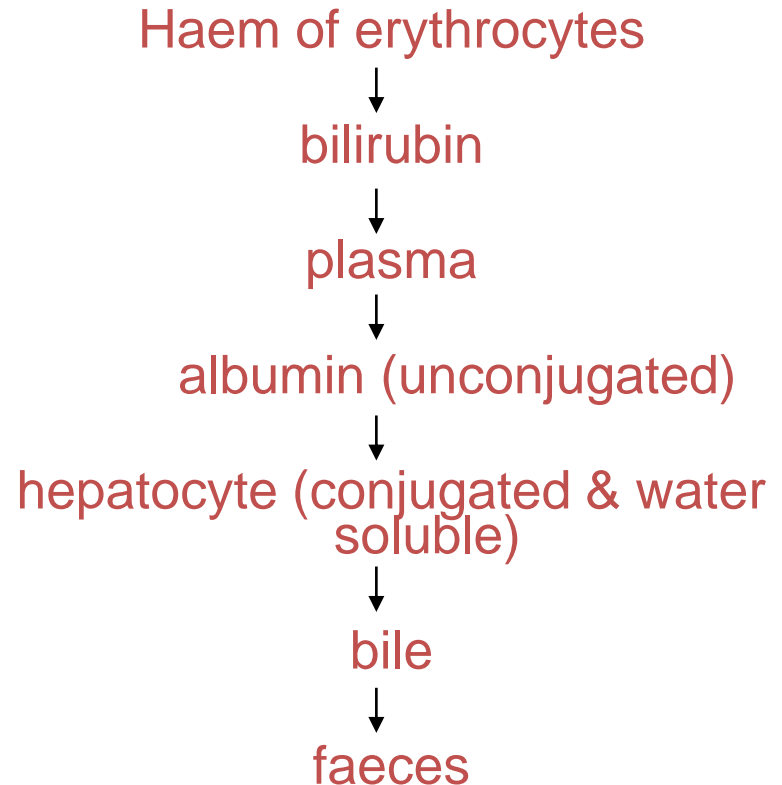 Haem of erythrocytes
bilirubin
plasma
albumin (unconjugated)
hepatocyte (conjugated & water
soluble)
bile
faeces